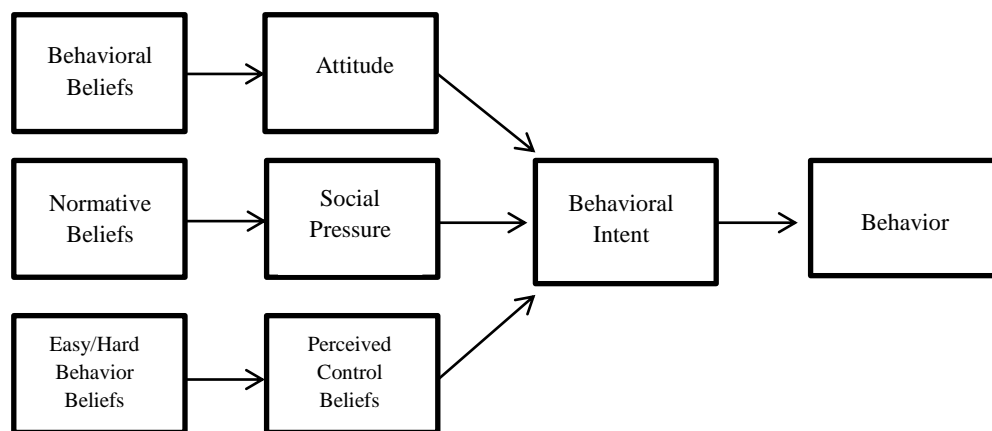 Behavioral
Beliefs
Attitude
Normative
Beliefs
Social
Pressure
Behavioral
Intent
Behavior
Easy/Hard
Behavior
Beliefs
Perceived
Control
Beliefs